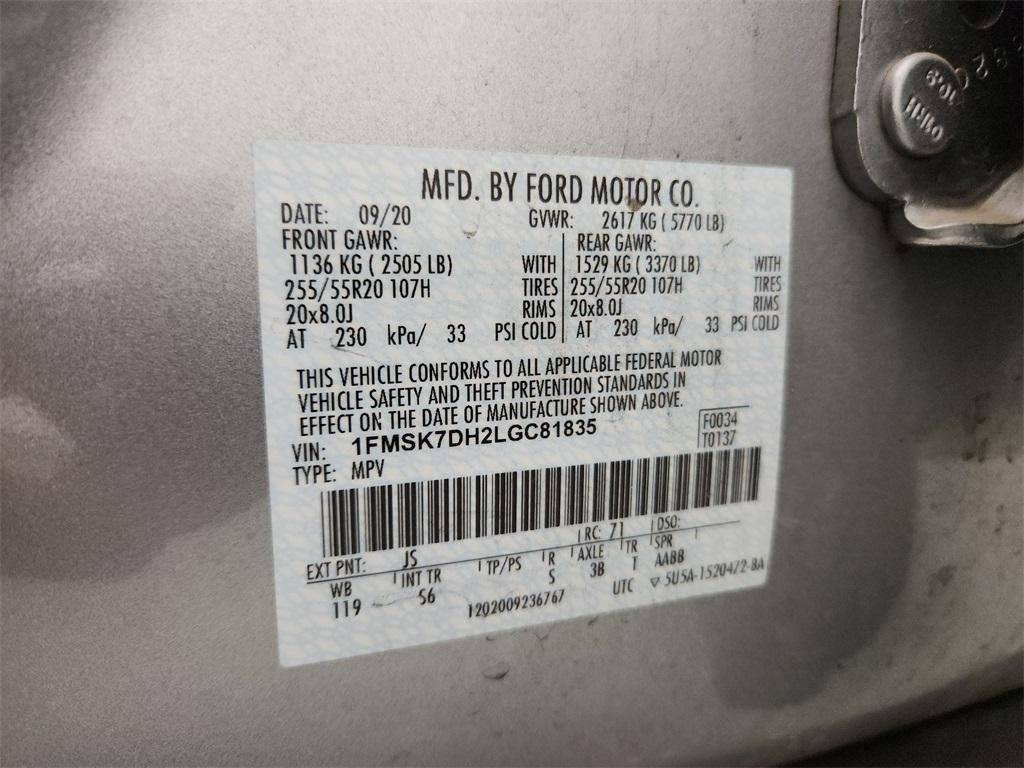 MFD. BY FORD MOTOR CO.
DATE: 09/20 GVWR: 2617 KG ( 5770 LB)
FRONT GAWR: REAR GAWR:
1136 KG ( 2505 LB) WITH 1529 KG ( 3370 LB) WITH
255/55R20 107H TIRES 255/55R20 107H TIRES
20x8.0J RIMS 20x8.0J RIMS
AT 230 kPa/ 33 PSI COLD AT 230 kPa/ 33 PSI COLD
THIS VEHICLE CONFORMS TO ALL APPLICABLE FEDERAL MOTOR
VEHICLE SAFETY AND THEFT PREVENTION STANDARDS IN
EFFECT ON THE DATE OF MANUFACTURE SHOWN ABOVE.
VIN: 1FMSK7DH2LGC81835
F0034
T0137
TYPE: MPV
EXT PNT: JS RC: 71 DSO:
WB INT TR TP/PS R AXLE TR SPR
119 S6 S 3B T AABB
1202009236767 UTC ▽ 5U5A-1520472-BA
10.9